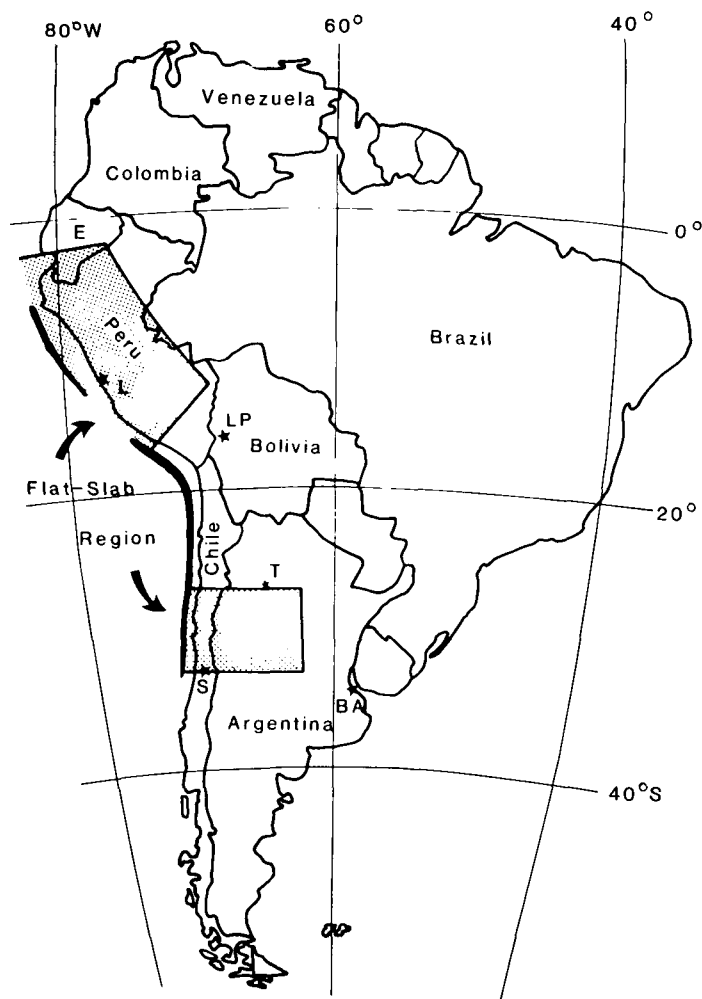 80°W
60°
40°
Venezuela
Colombia
E
0°
Peru
Brazil
L
LP
Bolivia
Flat-Slab
20°
Region
Chile
T
S
BA
Argentina
40°S